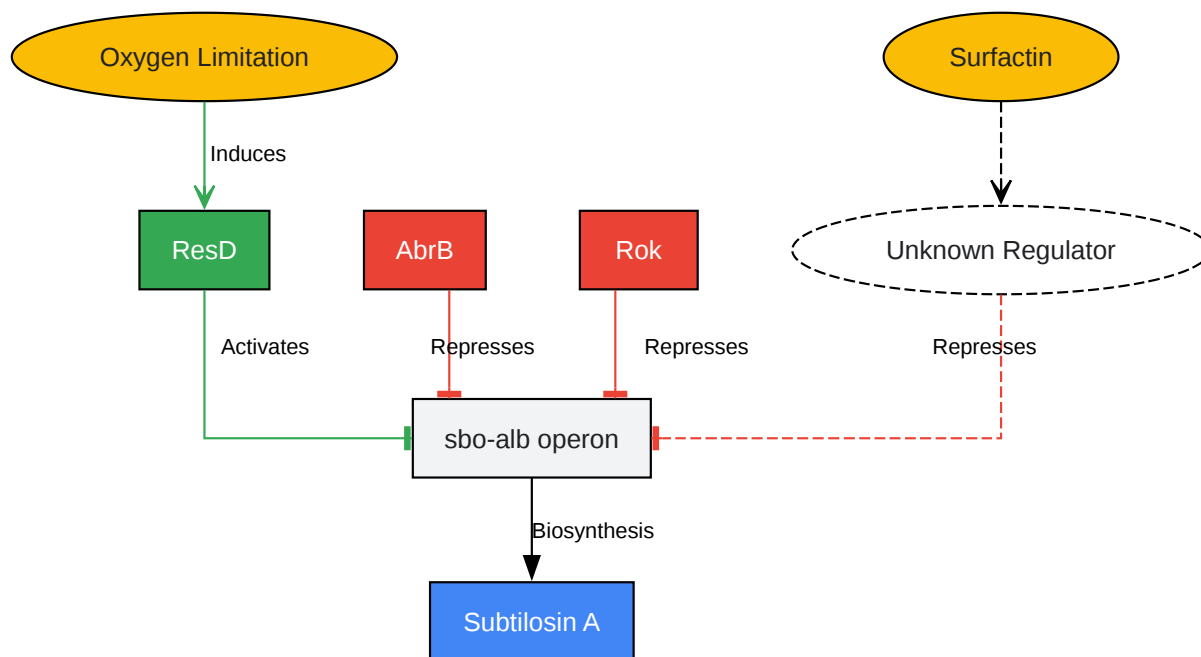 Oxygen Limitation
Surfactin
Induces
ResD
AbrB
Rok
Unknown Regulator
Activates
Represses
Represses
Represses
sbo-alb operon
Biosynthesis
Subtilosin A